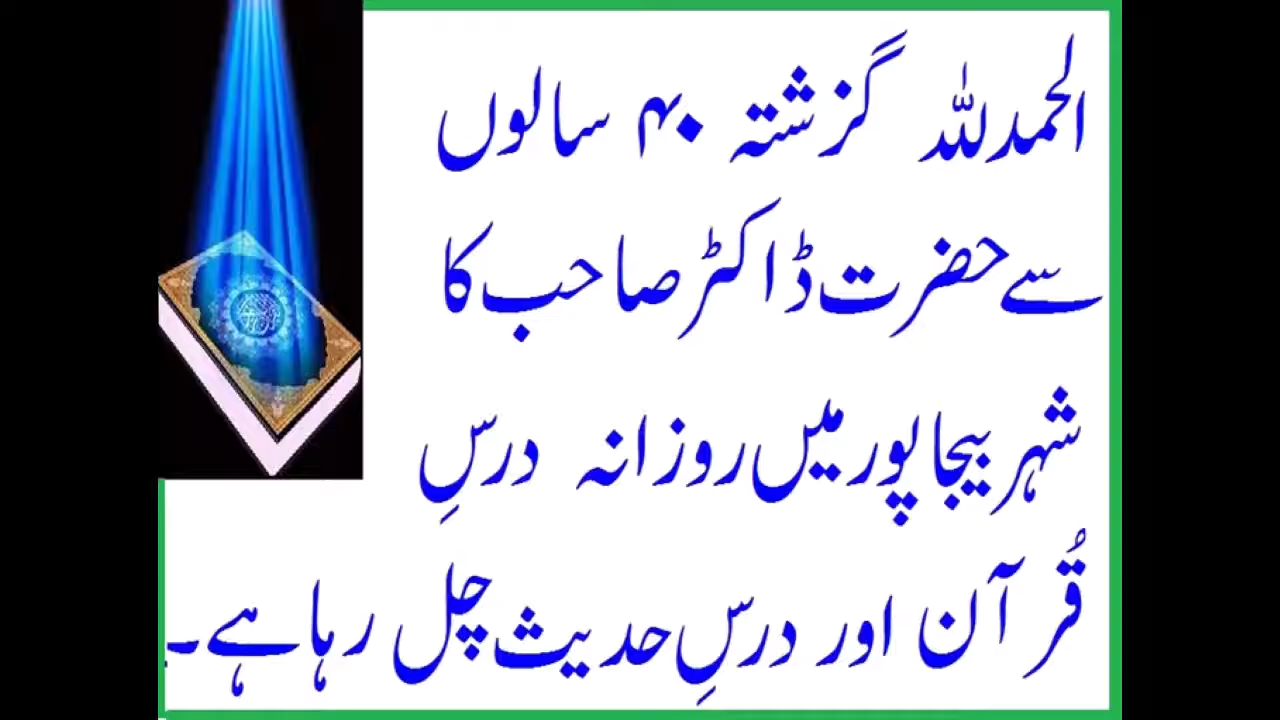 الحمدللہ گزشتہ ۴۰ سالوں
سے حضرت ڈاکٹر صاحب کا
شہر بیجاپور میں روزانہ درسِ
قُرآن اور درسِ حدیث چل رہا ہے۔